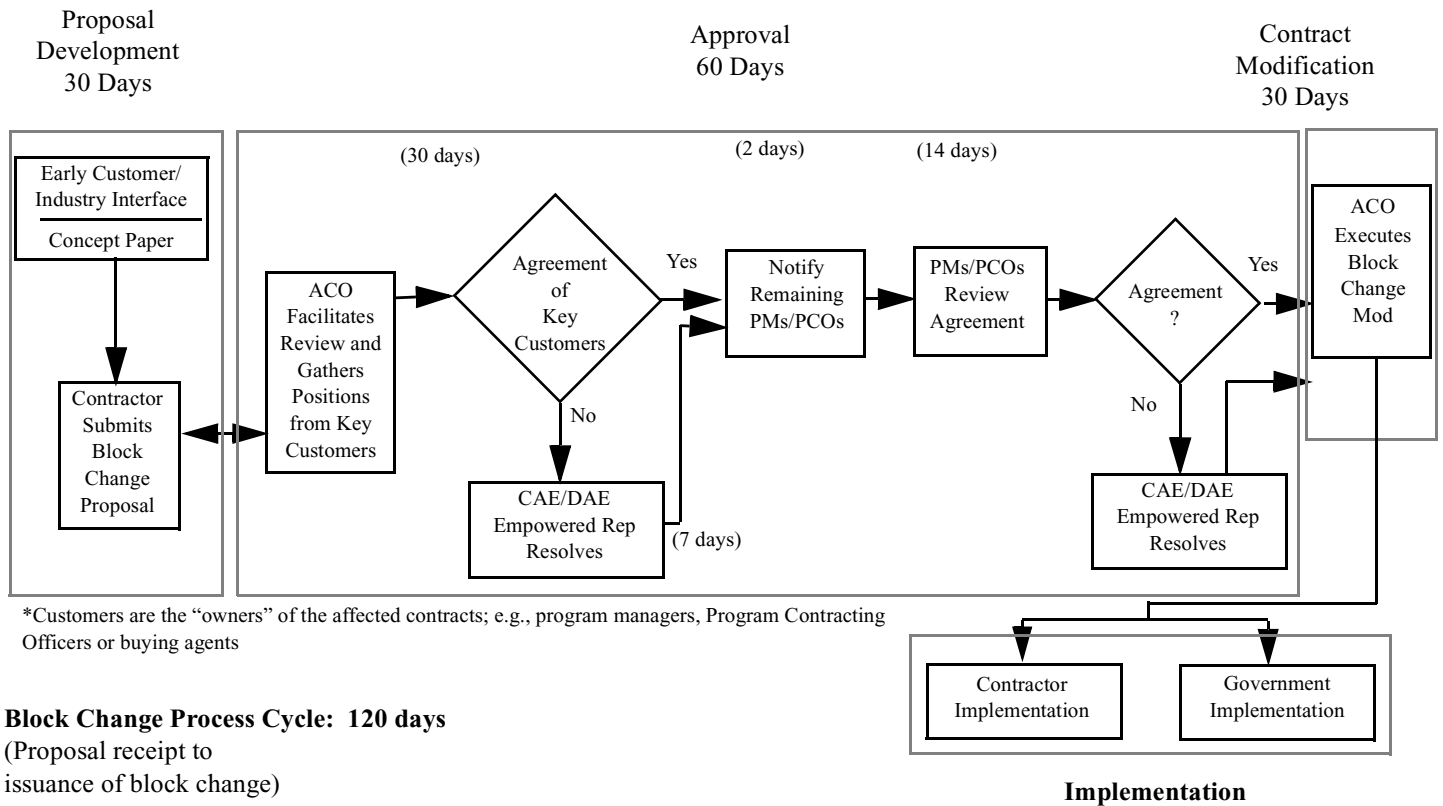 Proposal
Development
30 Days
Approval
60 Days
Contract
Modification
30 Days
(30 days)
(2 days)
(14 days)
Early Customer/
Industry Interface
Concept Paper
Contractor
Submits
Block
Change
Proposal
ACO
Facilitates
Review and
Gathers
Positions
from Key
Customers
Agreement
of
Key
Customers
Yes
No
CAE/DAE
Empowered Rep
Resolves
(7 days)
Notify
Remaining
PMs/PCOs
PMs/PCOs
Review
Agreement
Agreement
?
Yes
No
CAE/DAE
Empowered Rep
Resolves
ACO
Executes
Block
Change
Mod
*Customers are the “owners” of the affected contracts; e.g., program managers, Program Contracting
Officers or buying agents
Contractor
Implementation
Government
Implementation
Implementation
Block Change Process Cycle: 120 days
(Proposal receipt to
issuance of block change)